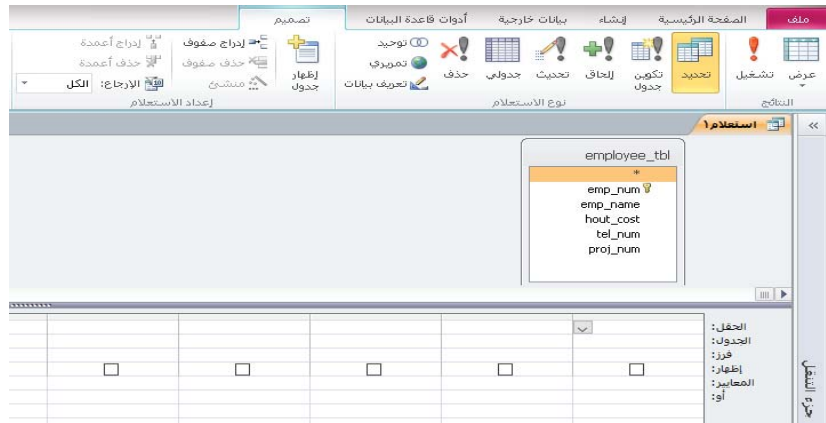 ملف الصفحة الرئيسية إنشاء بيانات خارجية أدوات قاعدة البيانات تصميم
عرض
تشغيل
تحديد
تكوين جدول
إلحاق
تحديث
جدولي
حذف
توحيد
تمريري
تعريف بيانات
إظهار جدول
إدراج صفوف
حذف صفوف
منشئ
إدراج أعمدة
حذف أعمدة
الإرجاع: الكل
النتائج نوع الاستعلام إعداد الاستعلام
استعلام١
»
employee_tbl
*
emp_num
emp_name
hout_cost
tel_num
proj_num
الحقل:
الجدول:
فرز:
إظهار:
المعايير:
أو:
جزء التنقل